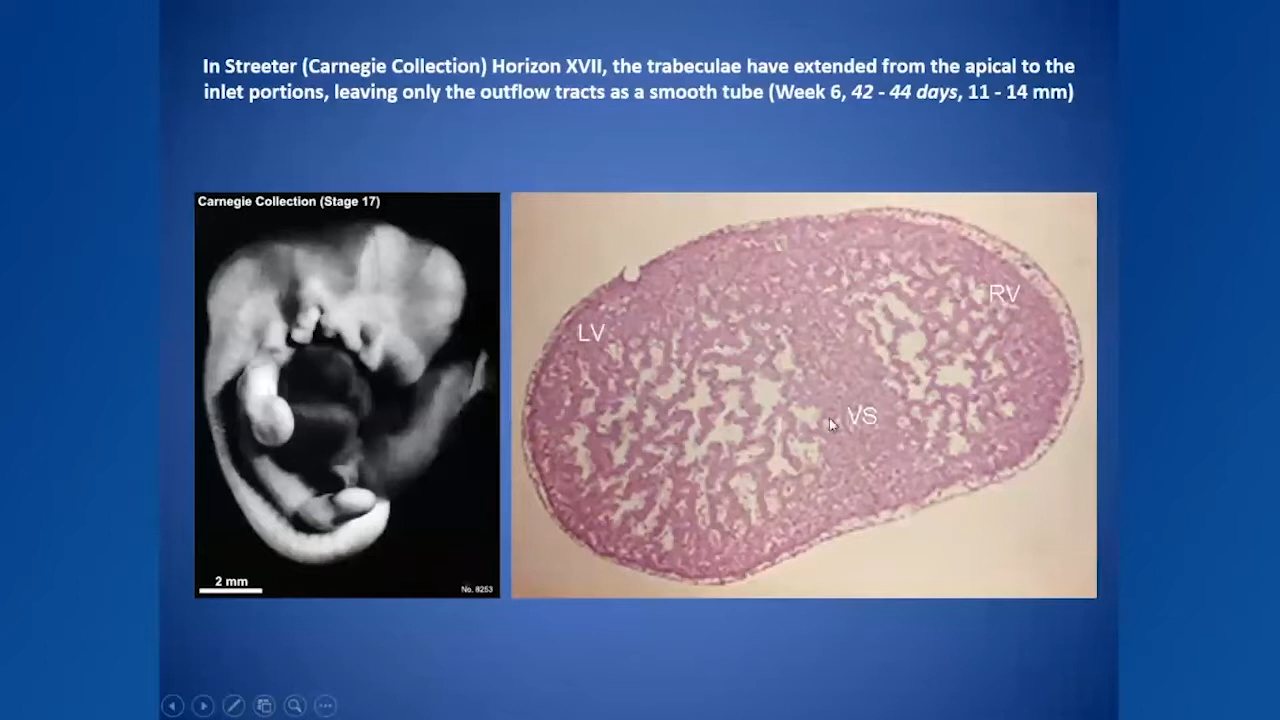 In Streeter (Carnegie Collection) Horizon XVII, the trabeculae have extended from the apical to the
inlet portions, leaving only the outflow tracts as a smooth tube (Week 6, 42 - 44 days, 11 - 14 mm)
Carnegie Collection (Stage 17)
RV
LV
VS
2 mm
No. 8253